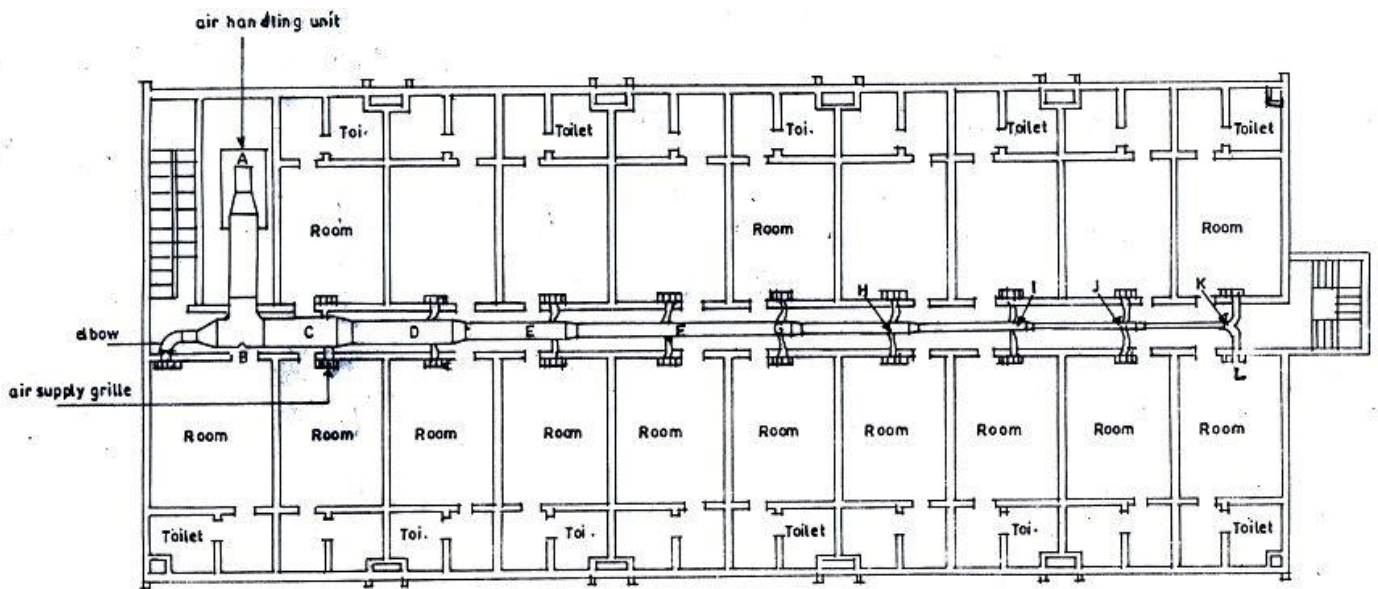 air handling unit
A
Toi.
Toilet
Toi.
Toilet
Toilet
Room
Room
Room
H
I
J
K
elbow
B
C
D
E
F
G
L
air supply grille
Room
Room
Room
Room
Room
Room
Room
Room
Room
Room
Toilet
Toi.
Toi.
Toilet
Toi.
Toilet